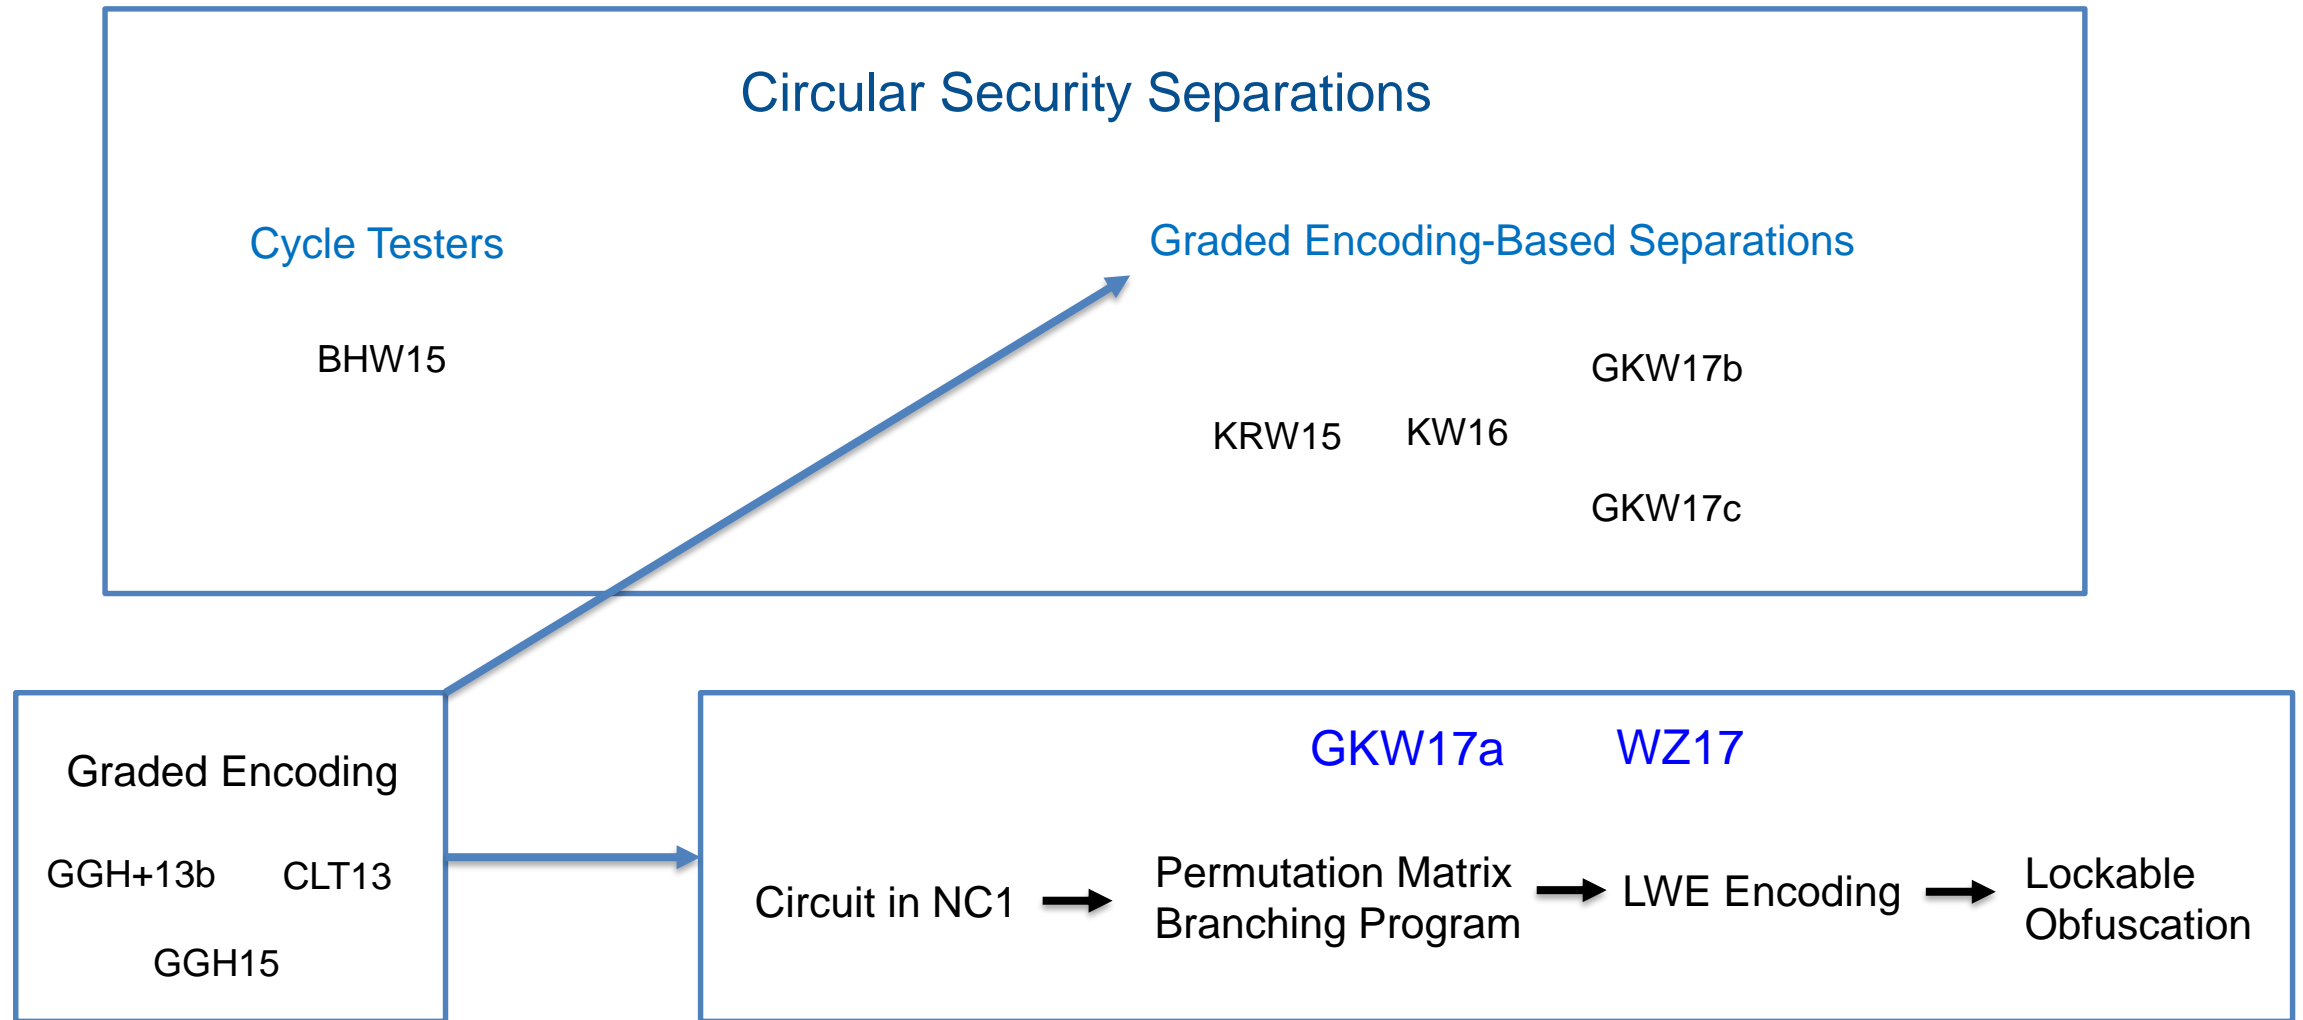 Circular Security Separations
Cycle Testers
Graded Encoding-Based Separations
BHW15
GKW17b
KRW15
KW16
GKW17c
Graded Encoding
GGH+13b
CLT13
GGH15
GKW17a
WZ17
Circuit in NC1
Permutation Matrix
Branching Program
LWE Encoding
Lockable
Obfuscation